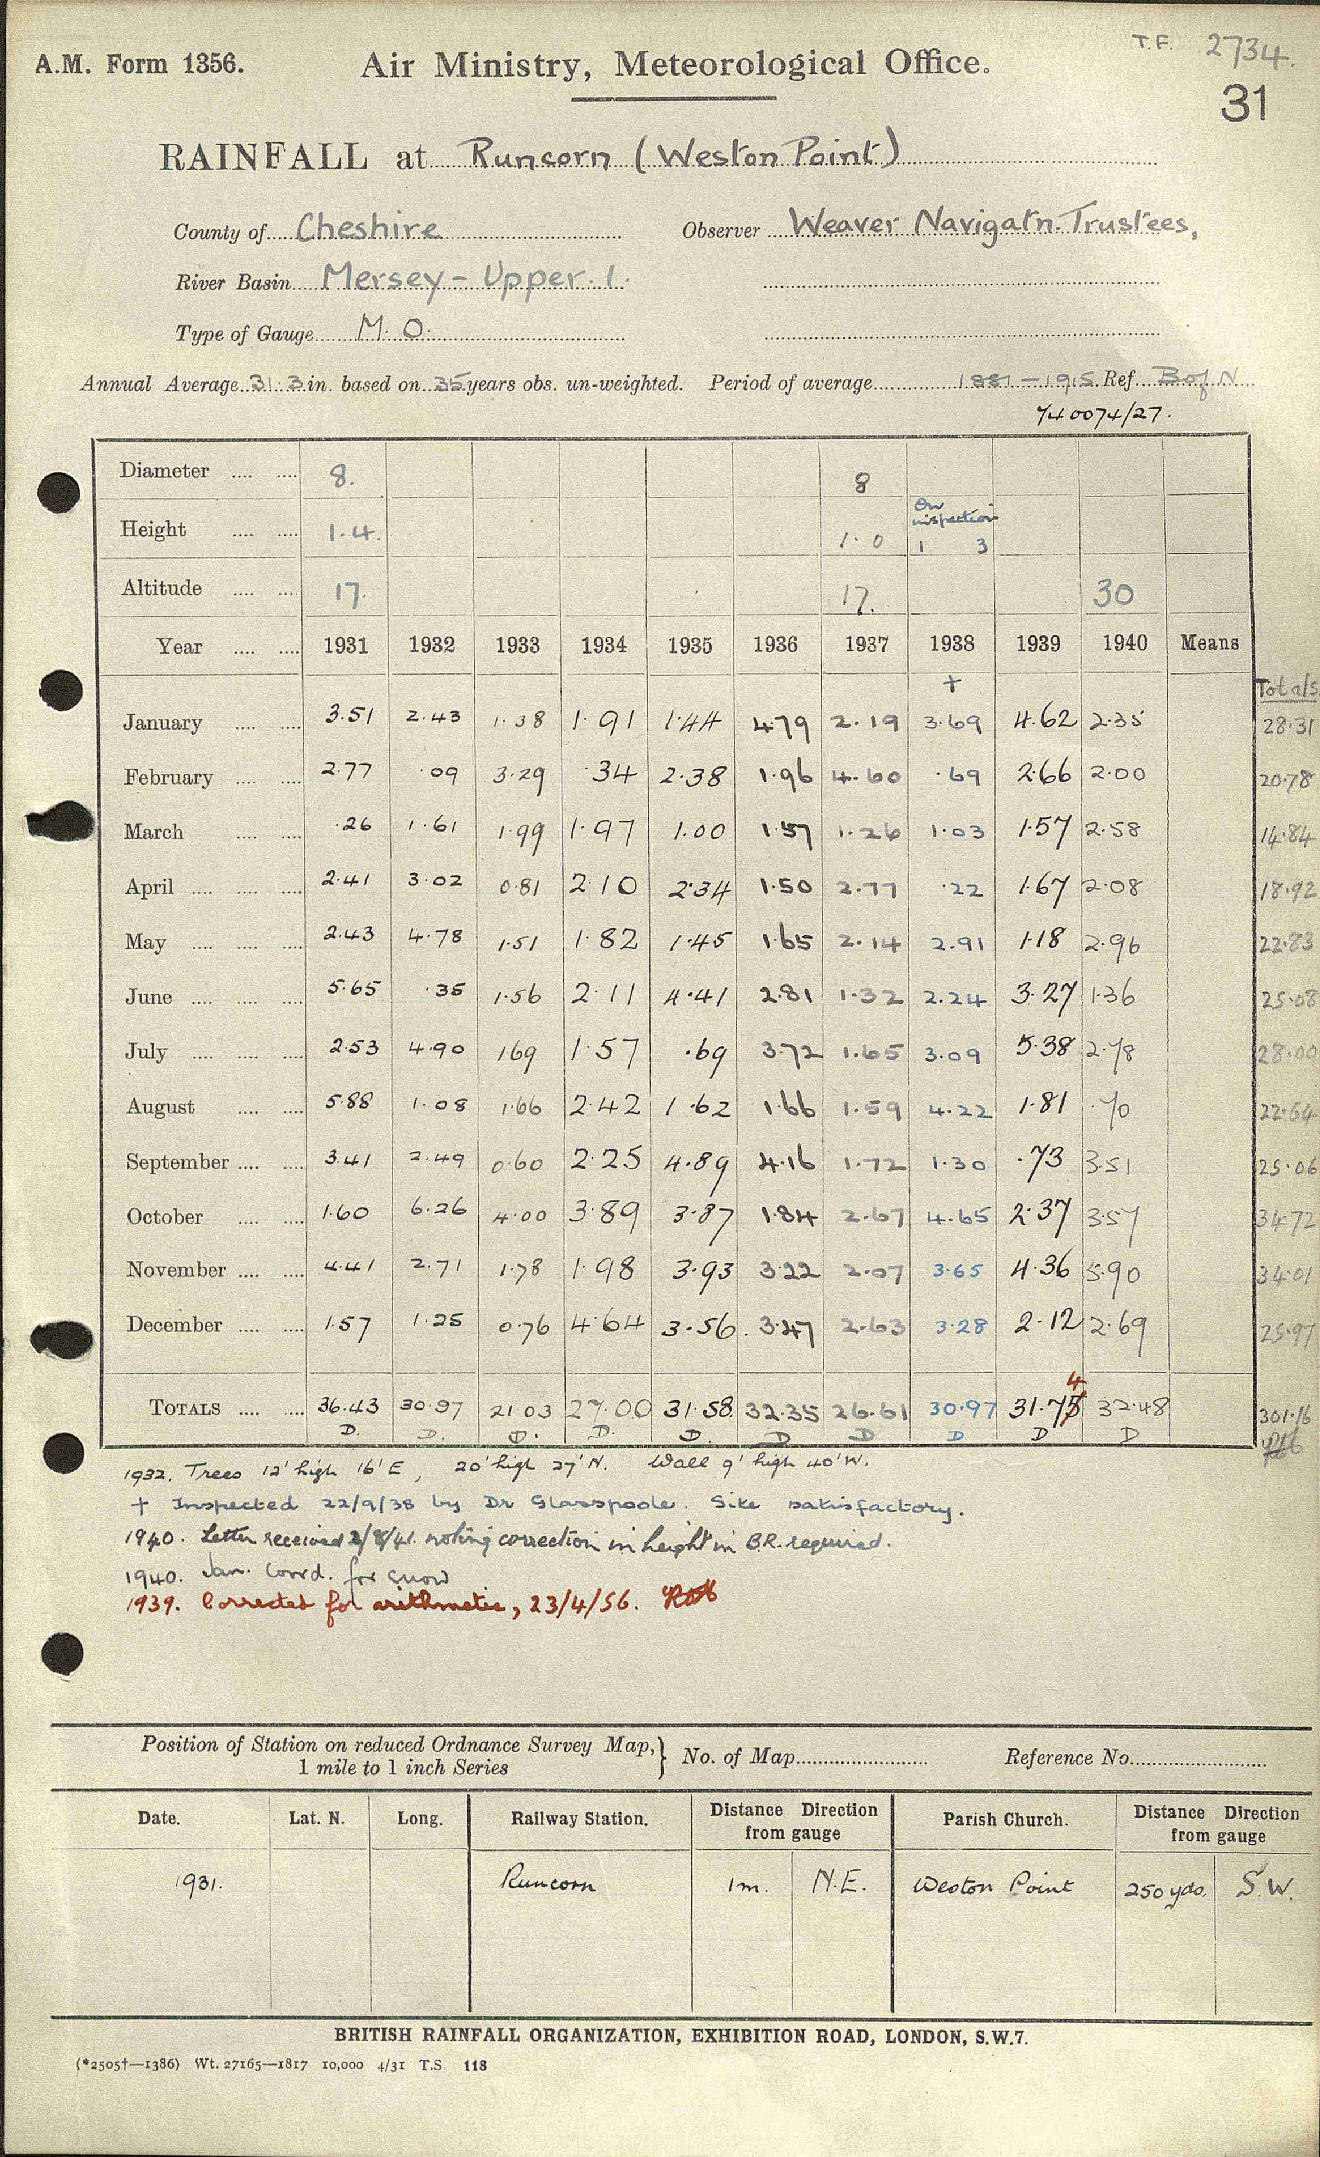 T.F. 2734.
A.M. Form 1356. Air Ministry, Meteorological Office.
31
RAINFALL at Runcorn (Weston Point)
County of Cheshire Observer Weaver Navigatn. Trustees,
River Basin Mersey - Upper. 1.
Type of Gauge M.O.
Annual Average 31.3 in. based on 35 years obs. un-weighted. Period of average 1881-1915. Ref. B of N
740074/27.
Diameter 8. 8
Height 1.4. 1.0 On inspection 1 3
Altitude 17. 17. 30
Year 1931 1932 1933 1934 1935 1936 1937 1938 1939 1940 Means
+ Totals
January 3.51 2.43 1.38 1.91 1.44 4.79 2.19 3.69 4.62 2.35 28.31
February 2.77 .09 3.29 .34 2.38 1.96 4.60 .69 2.66 2.00 20.78
March .26 1.61 1.99 1.97 1.00 1.57 1.26 1.03 1.57 2.58 14.84
April 2.41 3.02 0.81 2.10 2.34 1.50 2.77 .22 1.67 2.08 18.92
May 2.43 4.78 1.51 1.82 1.45 1.65 2.14 2.91 1.18 2.96 22.83
June 5.65 .35 1.56 2.11 4.41 2.81 1.32 2.24 3.27 1.36 25.08
July 2.53 4.90 1.69 1.57 .69 3.72 1.65 3.09 5.38 2.78 28.00
August 5.88 1.08 1.66 2.42 1.62 1.66 1.59 4.22 1.81 .70 22.64
September 3.41 2.49 0.60 2.25 4.89 4.16 1.72 1.30 .73 3.51 25.06
October 1.60 6.26 4.00 3.89 3.87 1.84 2.67 4.65 2.37 3.57 34.72
November 4.41 2.71 1.78 1.98 3.93 3.22 2.07 3.65 4.36 5.90 34.01
December 1.57 1.25 0.76 4.64 3.56 3.47 2.63 3.28 2.12 2.69 25.97
4
TOTALS 36.43 30.97 21.03 27.00 31.58 32.35 26.61 30.97 31.75 32.48 301.16
D. D. D. D. D. D D D D D
1932. Trees 12' high 16' E, 20' high 27' N. Wall 9' high 40' W.
+ Inspected 22/9/38 by Dr Glasspoole. Site satisfactory.
1940. Letter received 2/8/41. noting correction in height in B.R. required.
1940. Jan. Corrd. for snow
1939. Corrected for arithmetic, 23/4/56.
Position of Station on reduced Ordnance Survey Map, } No. of Map Reference No.
1 mile to 1 inch Series
Date. Lat. N. Long. Railway Station. Distance Direction from gauge Parish Church. Distance Direction from gauge
1931. Runcorn 1m. N.E. Weston Point 250 yds. S.W.
BRITISH RAINFALL ORGANIZATION, EXHIBITION ROAD, LONDON, S.W.7.
(*2505†—1386) Wt. 27165—1817 10,000 4/31 T.S 118